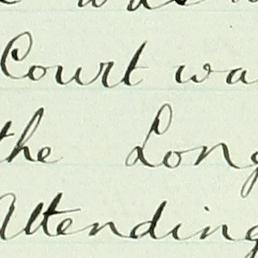 Court wa
the Long
Attending